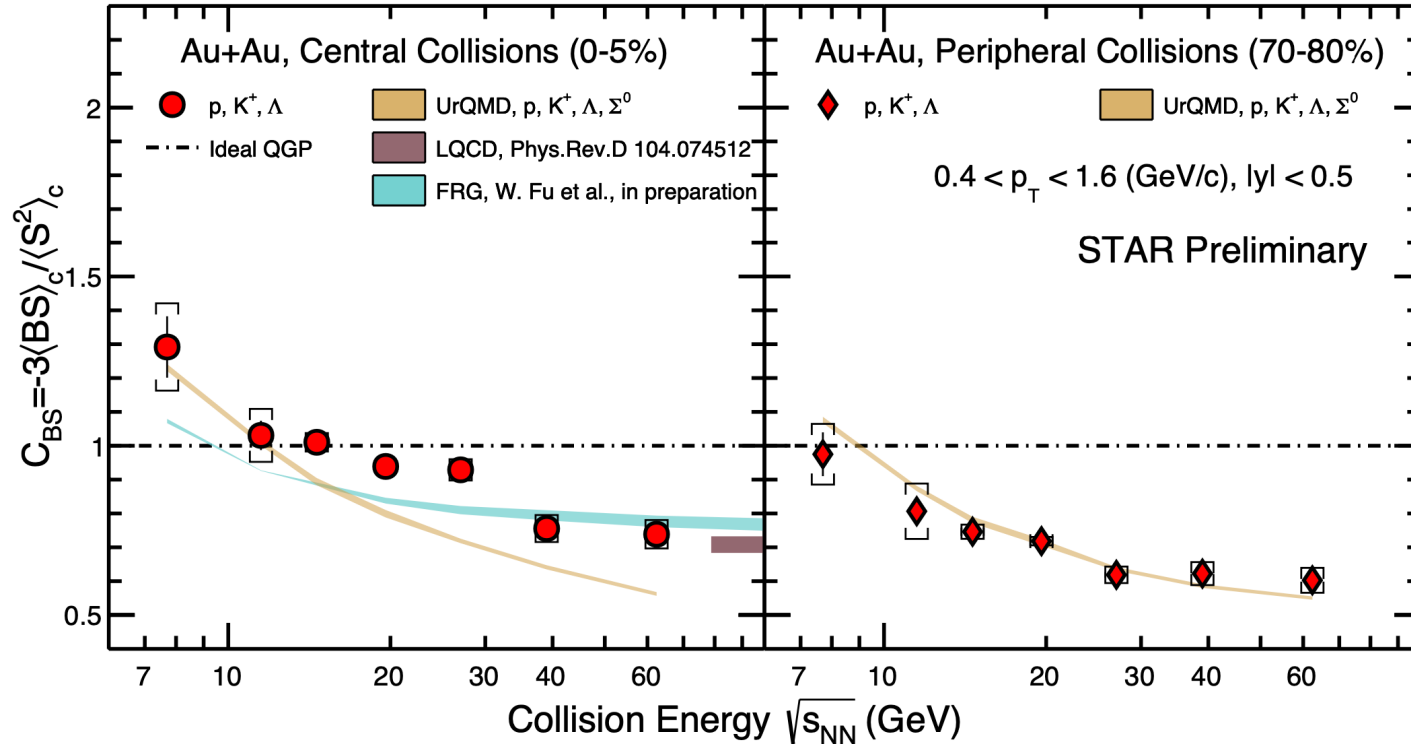 Au+Au, Central Collisions (0-5%)
p, K⁺, Λ
UrQMD, p, K⁺, Λ, Σ⁰
Ideal QGP
LQCD, Phys.Rev.D 104.074512
FRG, W. Fu et al., in preparation
Au+Au, Peripheral Collisions (70-80%)
p, K⁺, Λ
UrQMD, p, K⁺, Λ, Σ⁰
0.4 < p_T < 1.6 (GeV/c), |y| < 0.5
STAR Preliminary
C_BS=-3⟨BS⟩_c/⟨S²⟩_c
2
1.5
1
0.5
7 10 20 30 40 60
7 10 20 30 40 60
Collision Energy √s_NN (GeV)